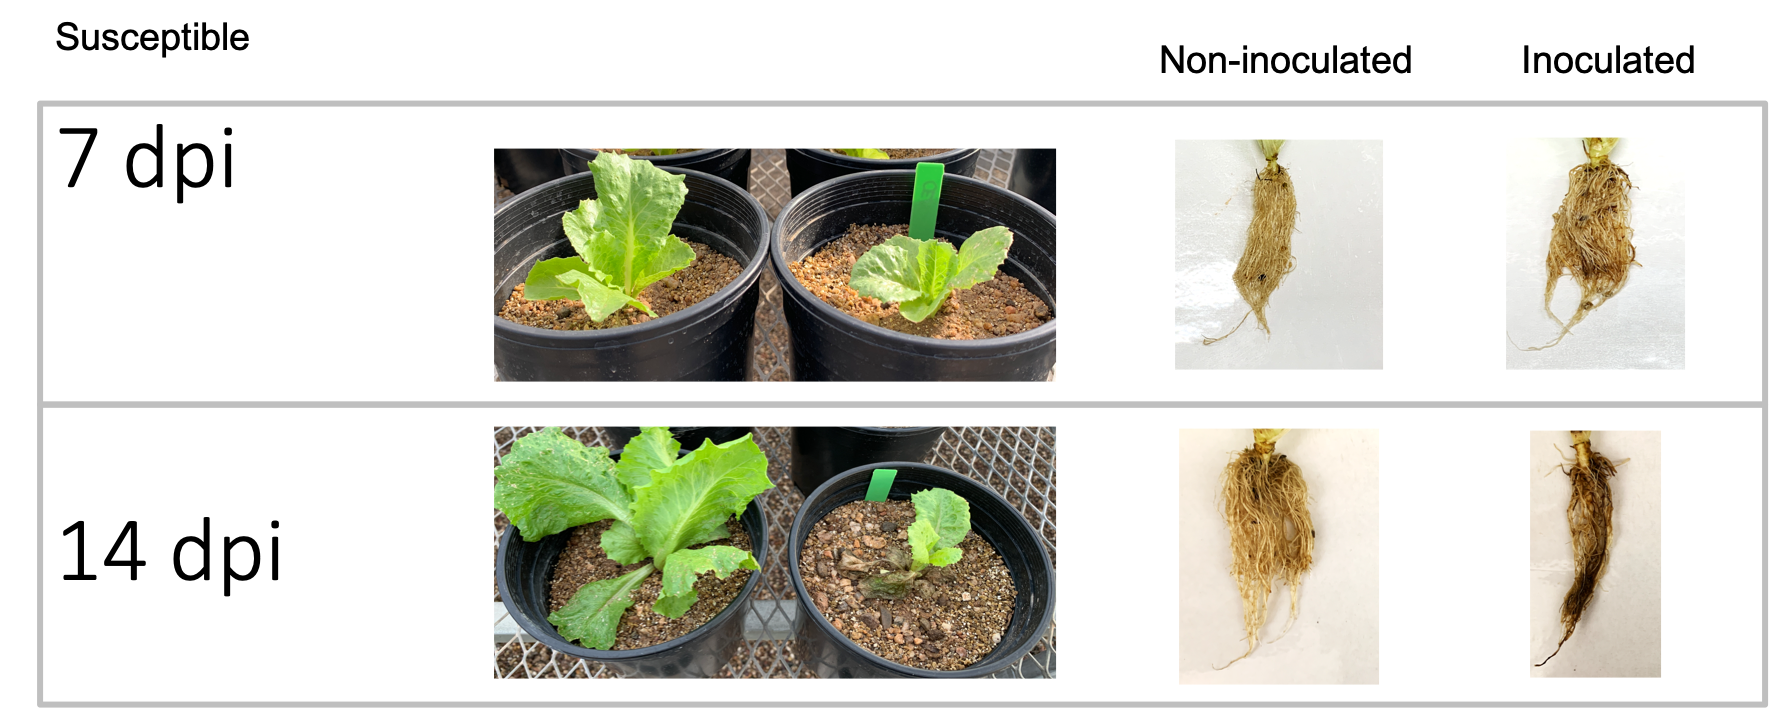 Susceptible
Non-inoculated
Inoculated
7 dpi
14 dpi